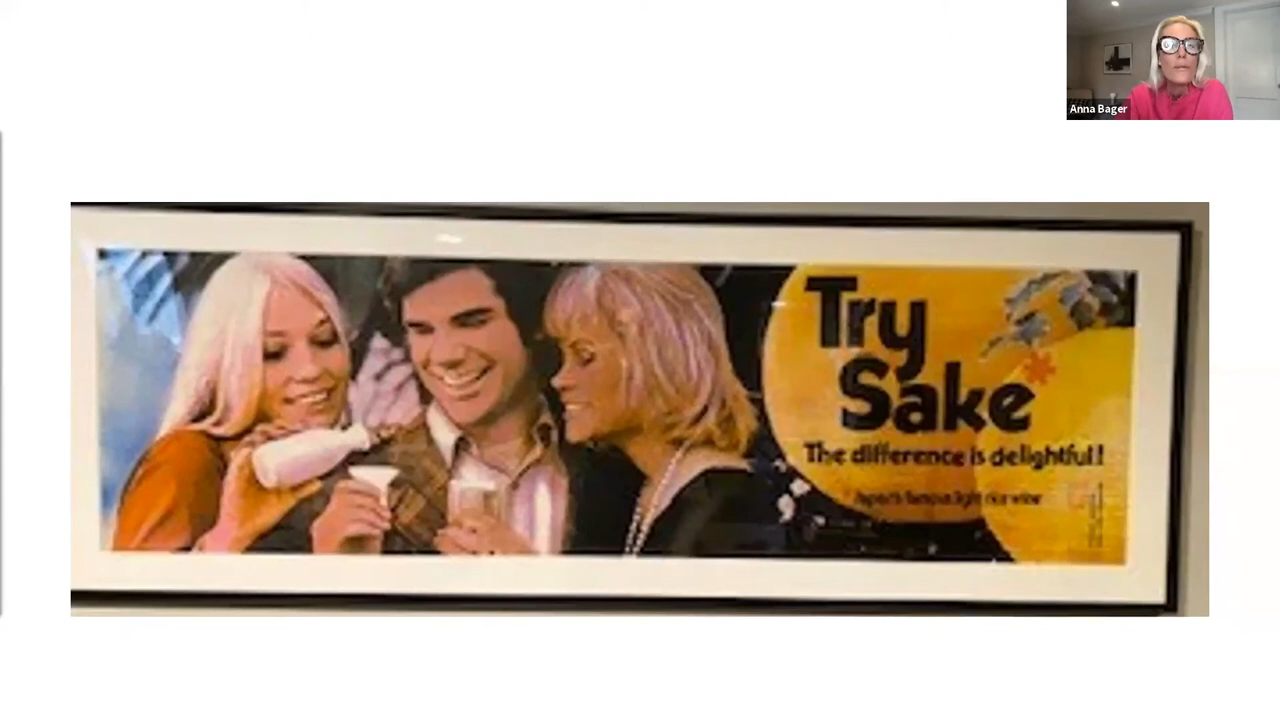 Anna Bager
Try
Sake*
The difference is delightful!
*Japan's famous light rice wine